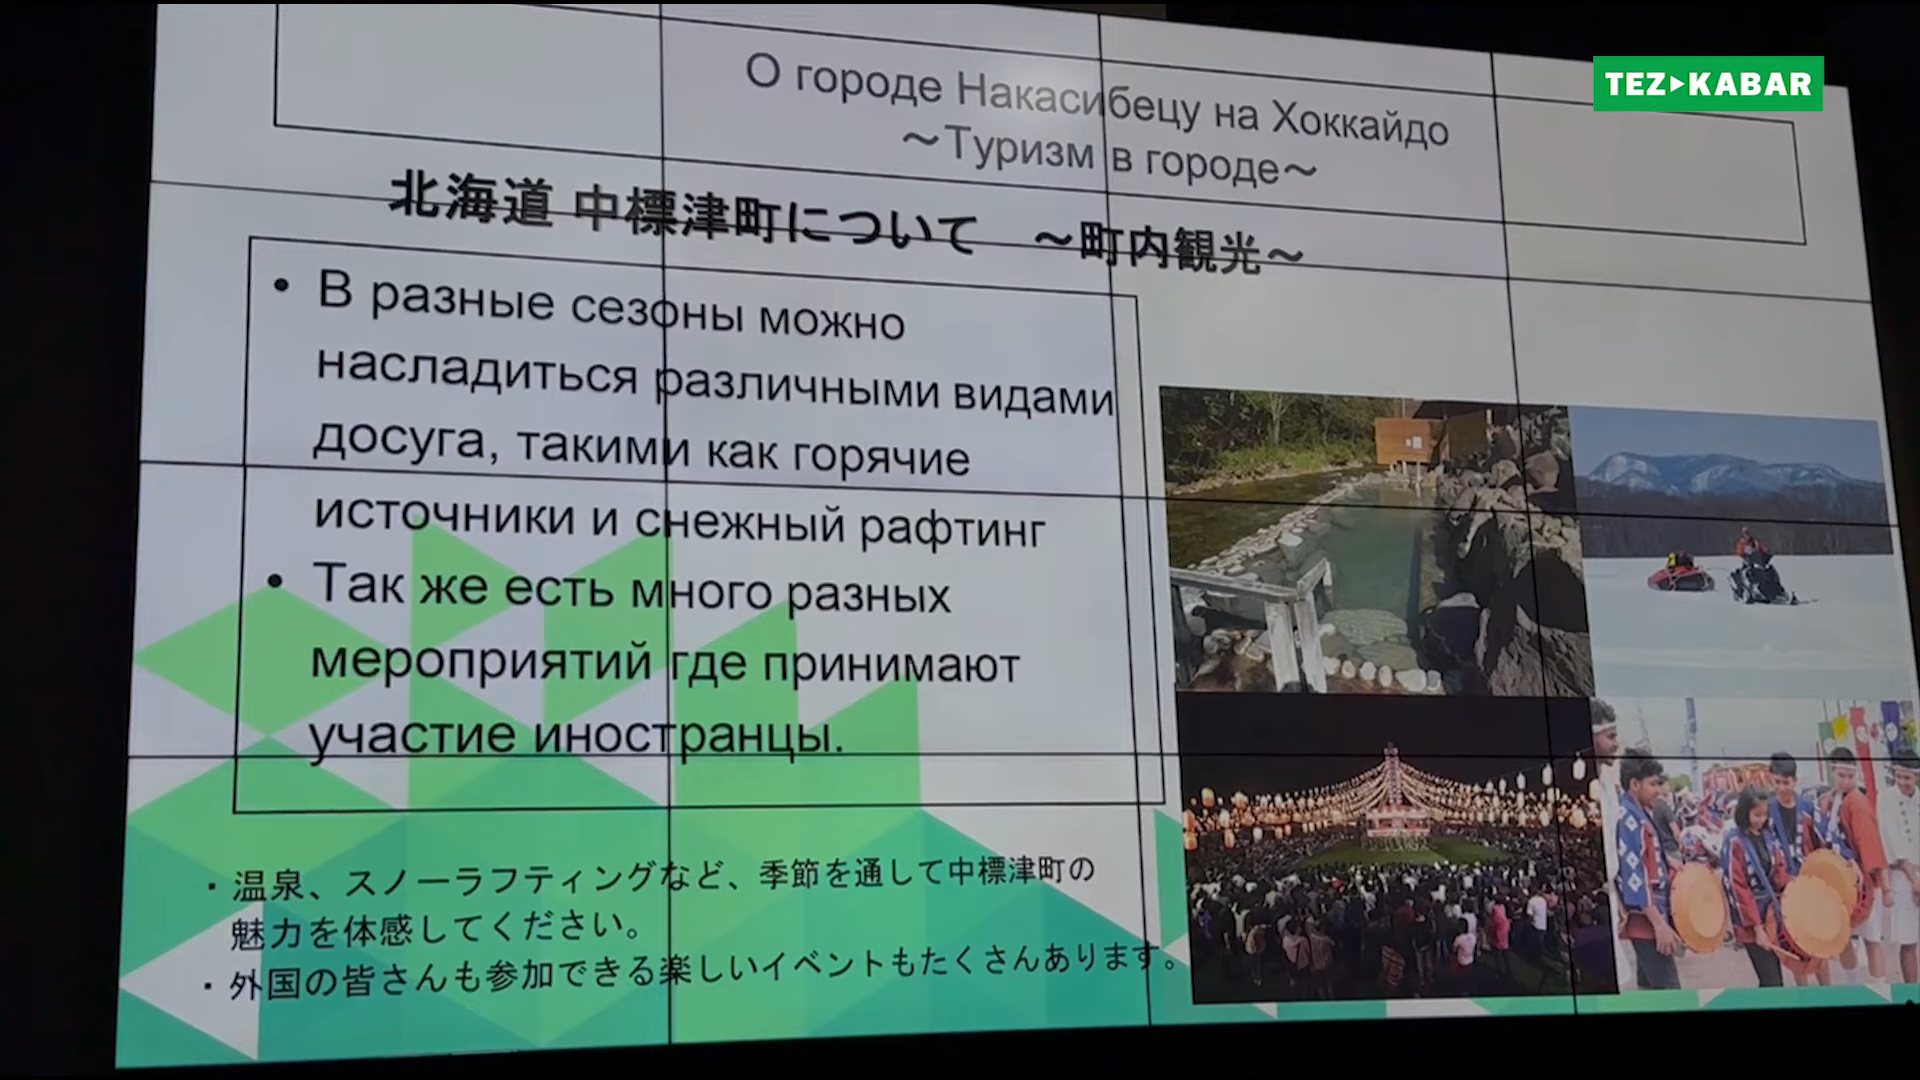 TEZ▶KABAR
О городе Накасибецу на Хоккайдо
～Туризм в городе～
北海道 中標津町について ～町内観光～
• В разные сезоны можно
насладиться различными видами
досуга, такими как горячие
источники и снежный рафтинг
• Так же есть много разных
мероприятий где принимают
участие иностранцы.
・温泉、スノーラフティングなど、季節を通して中標津町の
魅力を体感してください。
・外国の皆さんも参加できる楽しいイベントもたくさんあります。